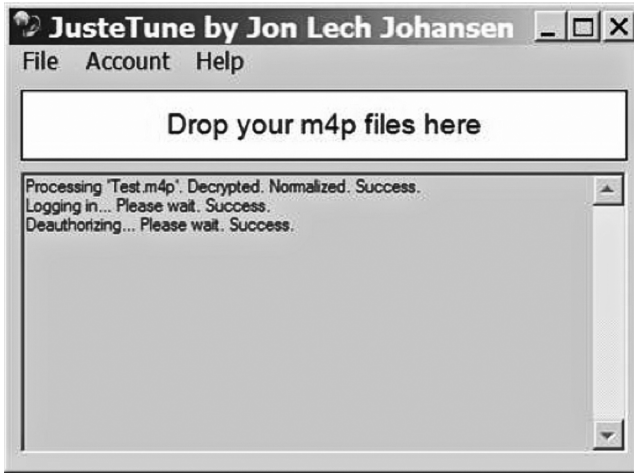 JusteTune by Jon Lech Johansen
File Account Help
Drop your m4p files here
Processing 'Test.m4p'. Decrypted. Normalized. Success.
Logging in... Please wait. Success.
Deauthorizing... Please wait. Success.